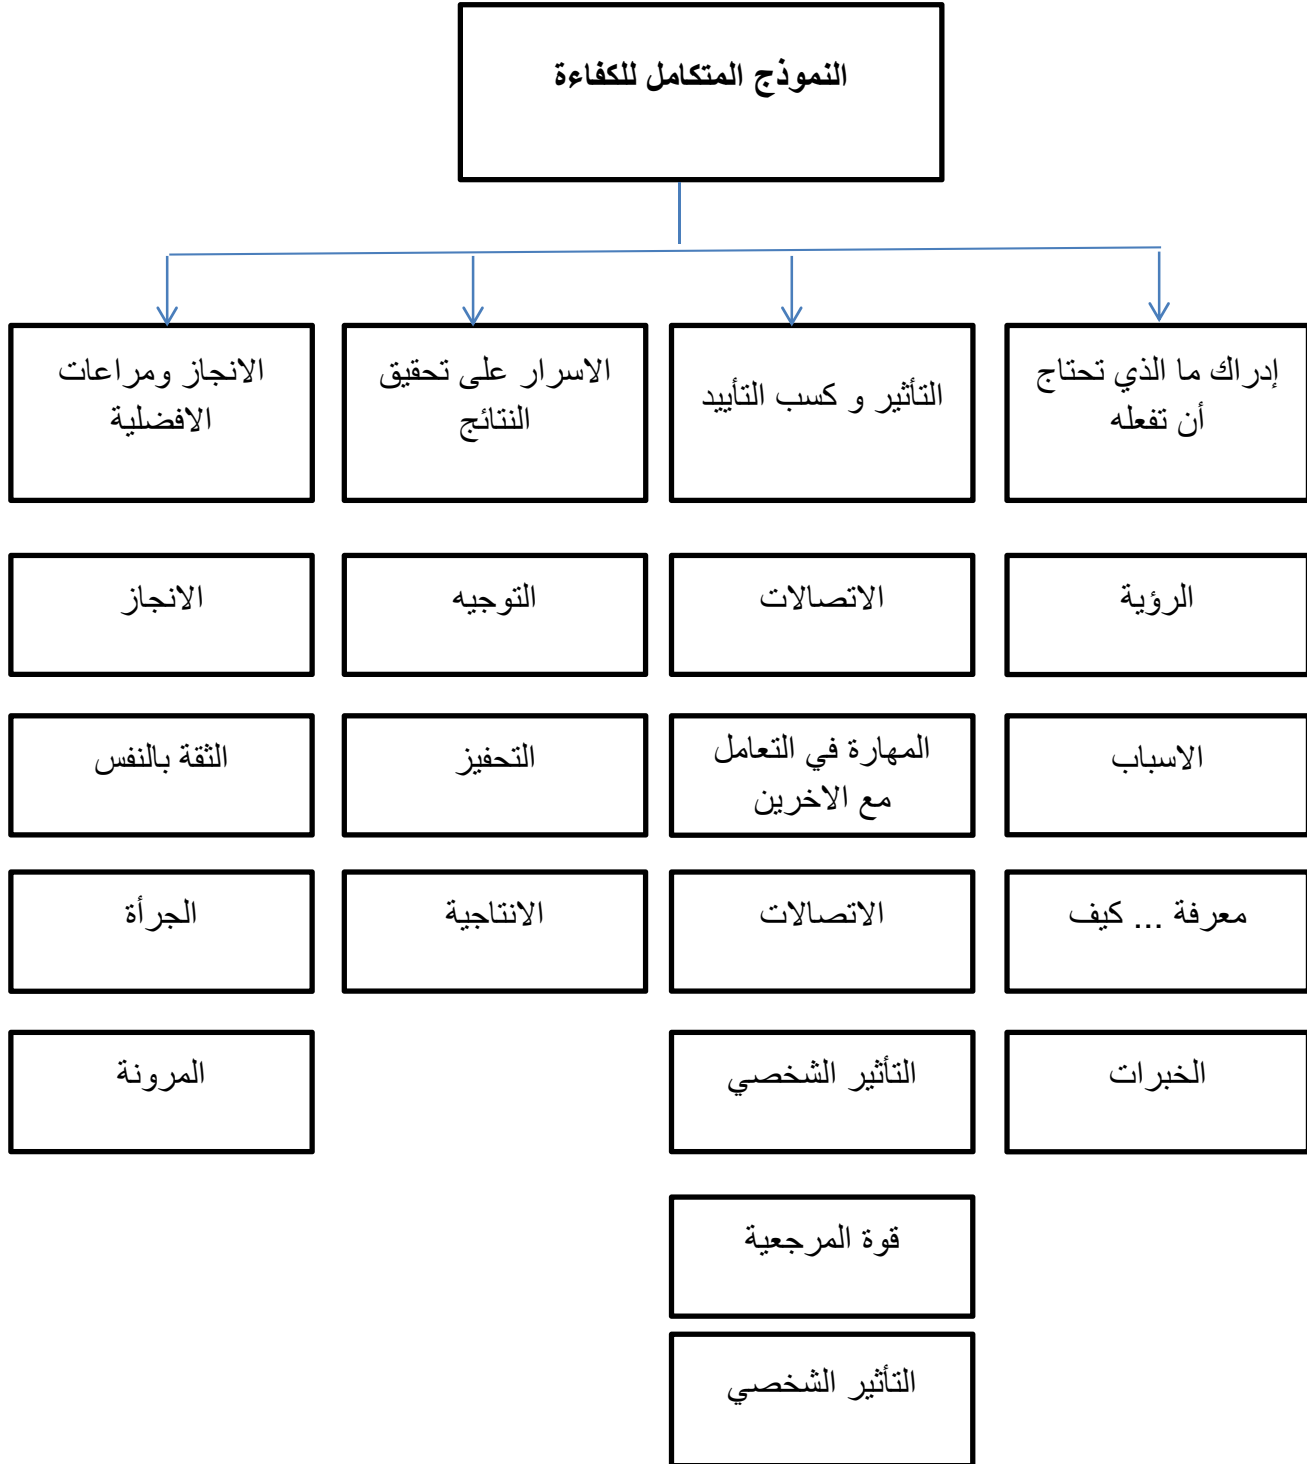 النموذج المتكامل للكفاءة
إدراك ما الذي تحتاج
أن تفعله
التأثير و كسب التأييد
الاسرار على تحقيق
النتائج
الانجاز ومراعات
الافضلية
الرؤية
الاتصالات
التوجيه
الانجاز
الاسباب
المهارة في التعامل
مع الاخرين
التحفيز
الثقة بالنفس
معرفة ... كيف
الاتصالات
الانتاجية
الجرأة
الخبرات
التأثير الشخصي
المرونة
قوة المرجعية
التأثير الشخصي